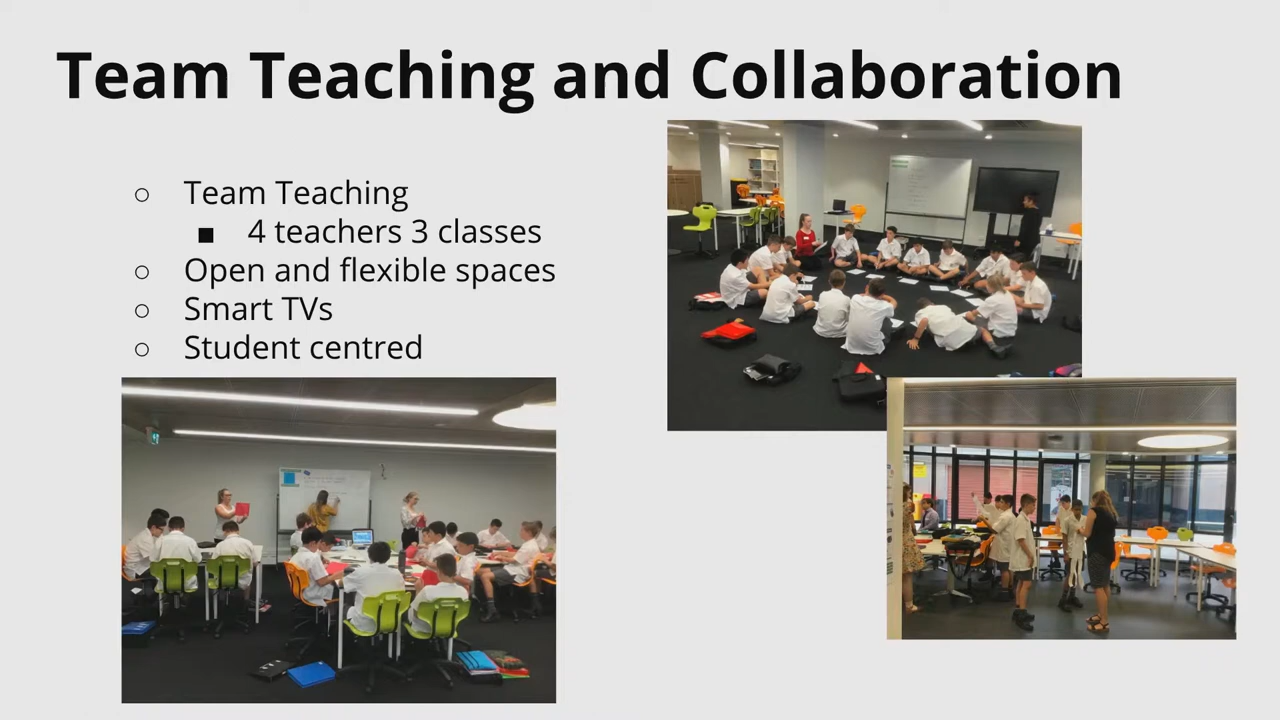 Team Teaching and Collaboration
Team Teaching
4 teachers 3 classes
Open and flexible spaces
Smart TVs
Student centred